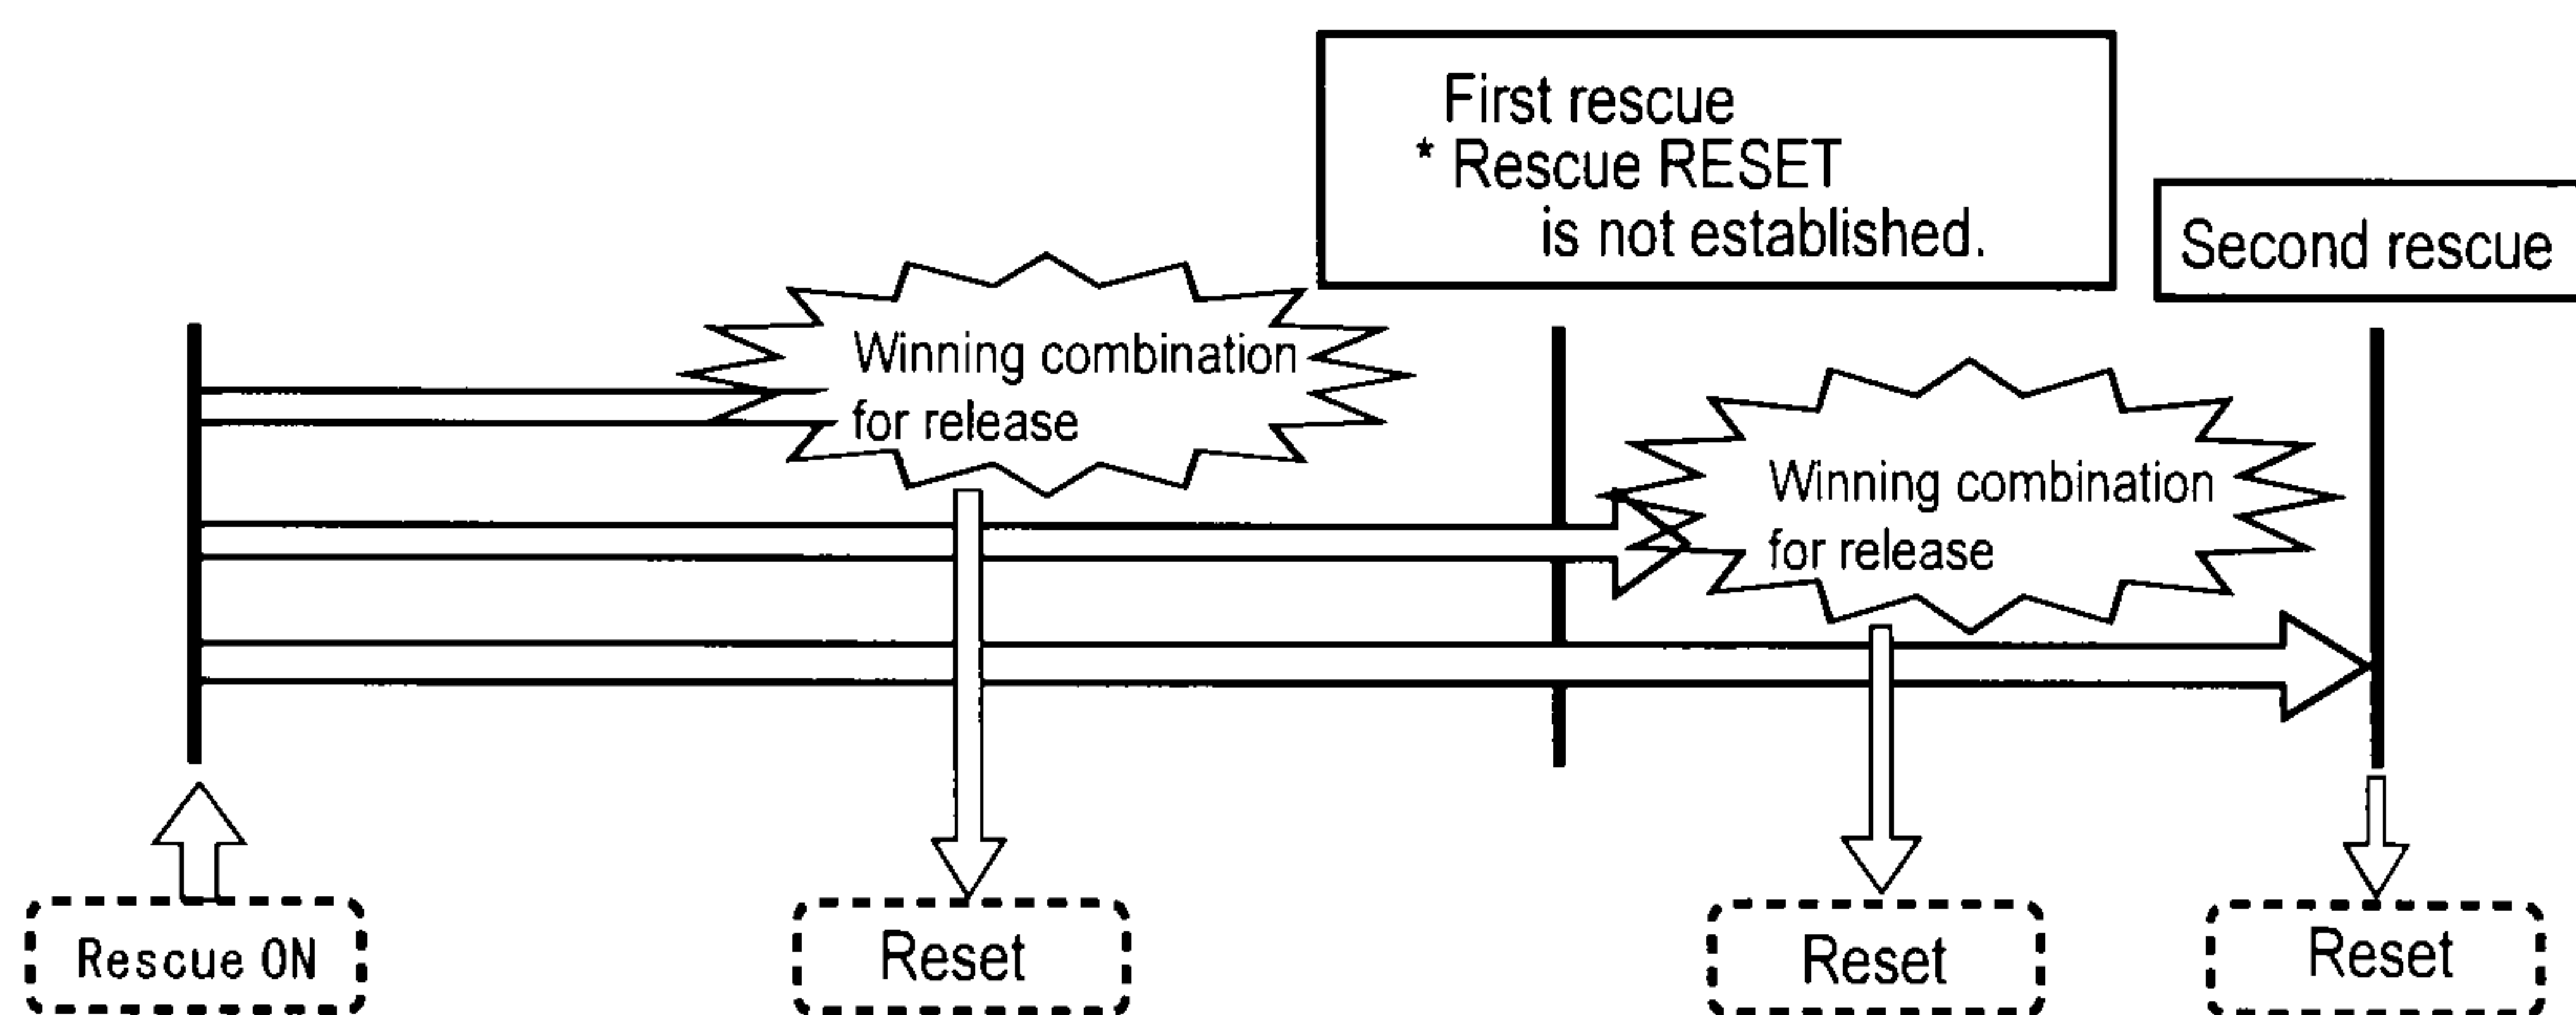 First rescue
* Rescue RESET
is not established.
Second rescue
Winning combination
for release
Winning combination
for release
Rescue ON
Reset
Reset
Reset